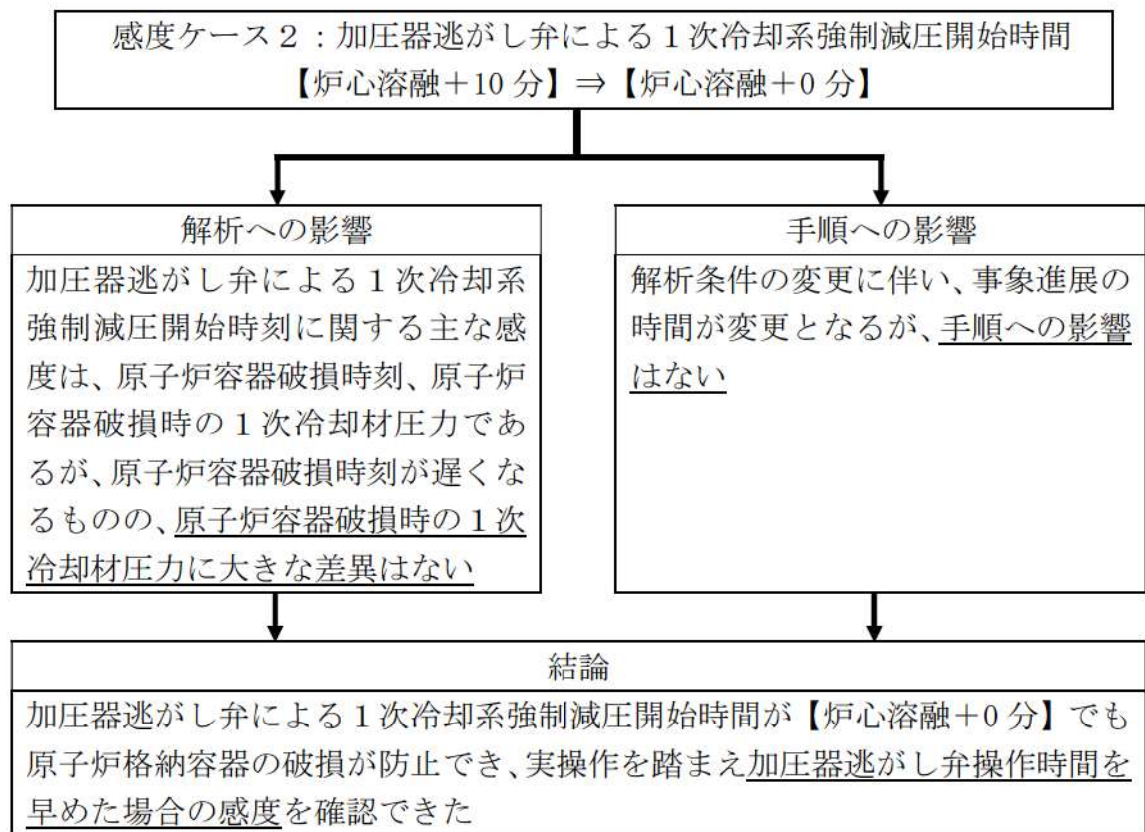 感度ケース２：加圧器逃がし弁による１次冷却系強制減圧開始時間
【炉心溶融＋10 分】⇒【炉心溶融＋0 分】
解析への影響
加圧器逃がし弁による１次冷却系
強制減圧開始時刻に関する主な感
度は、原子炉容器破損時刻、原子炉
容器破損時の１次冷却材圧力であ
るが、原子炉容器破損時刻が遅くな
るものの、原子炉容器破損時の１次
冷却材圧力に大きな差異はない
手順への影響
解析条件の変更に伴い、事象進展の
時間が変更となるが、手順への影響
はない
結論
加圧器逃がし弁による１次冷却系強制減圧開始時間が【炉心溶融＋0 分】でも
原子炉格納容器の破損が防止でき、実操作を踏まえ加圧器逃がし弁操作時間を
早めた場合の感度を確認できた